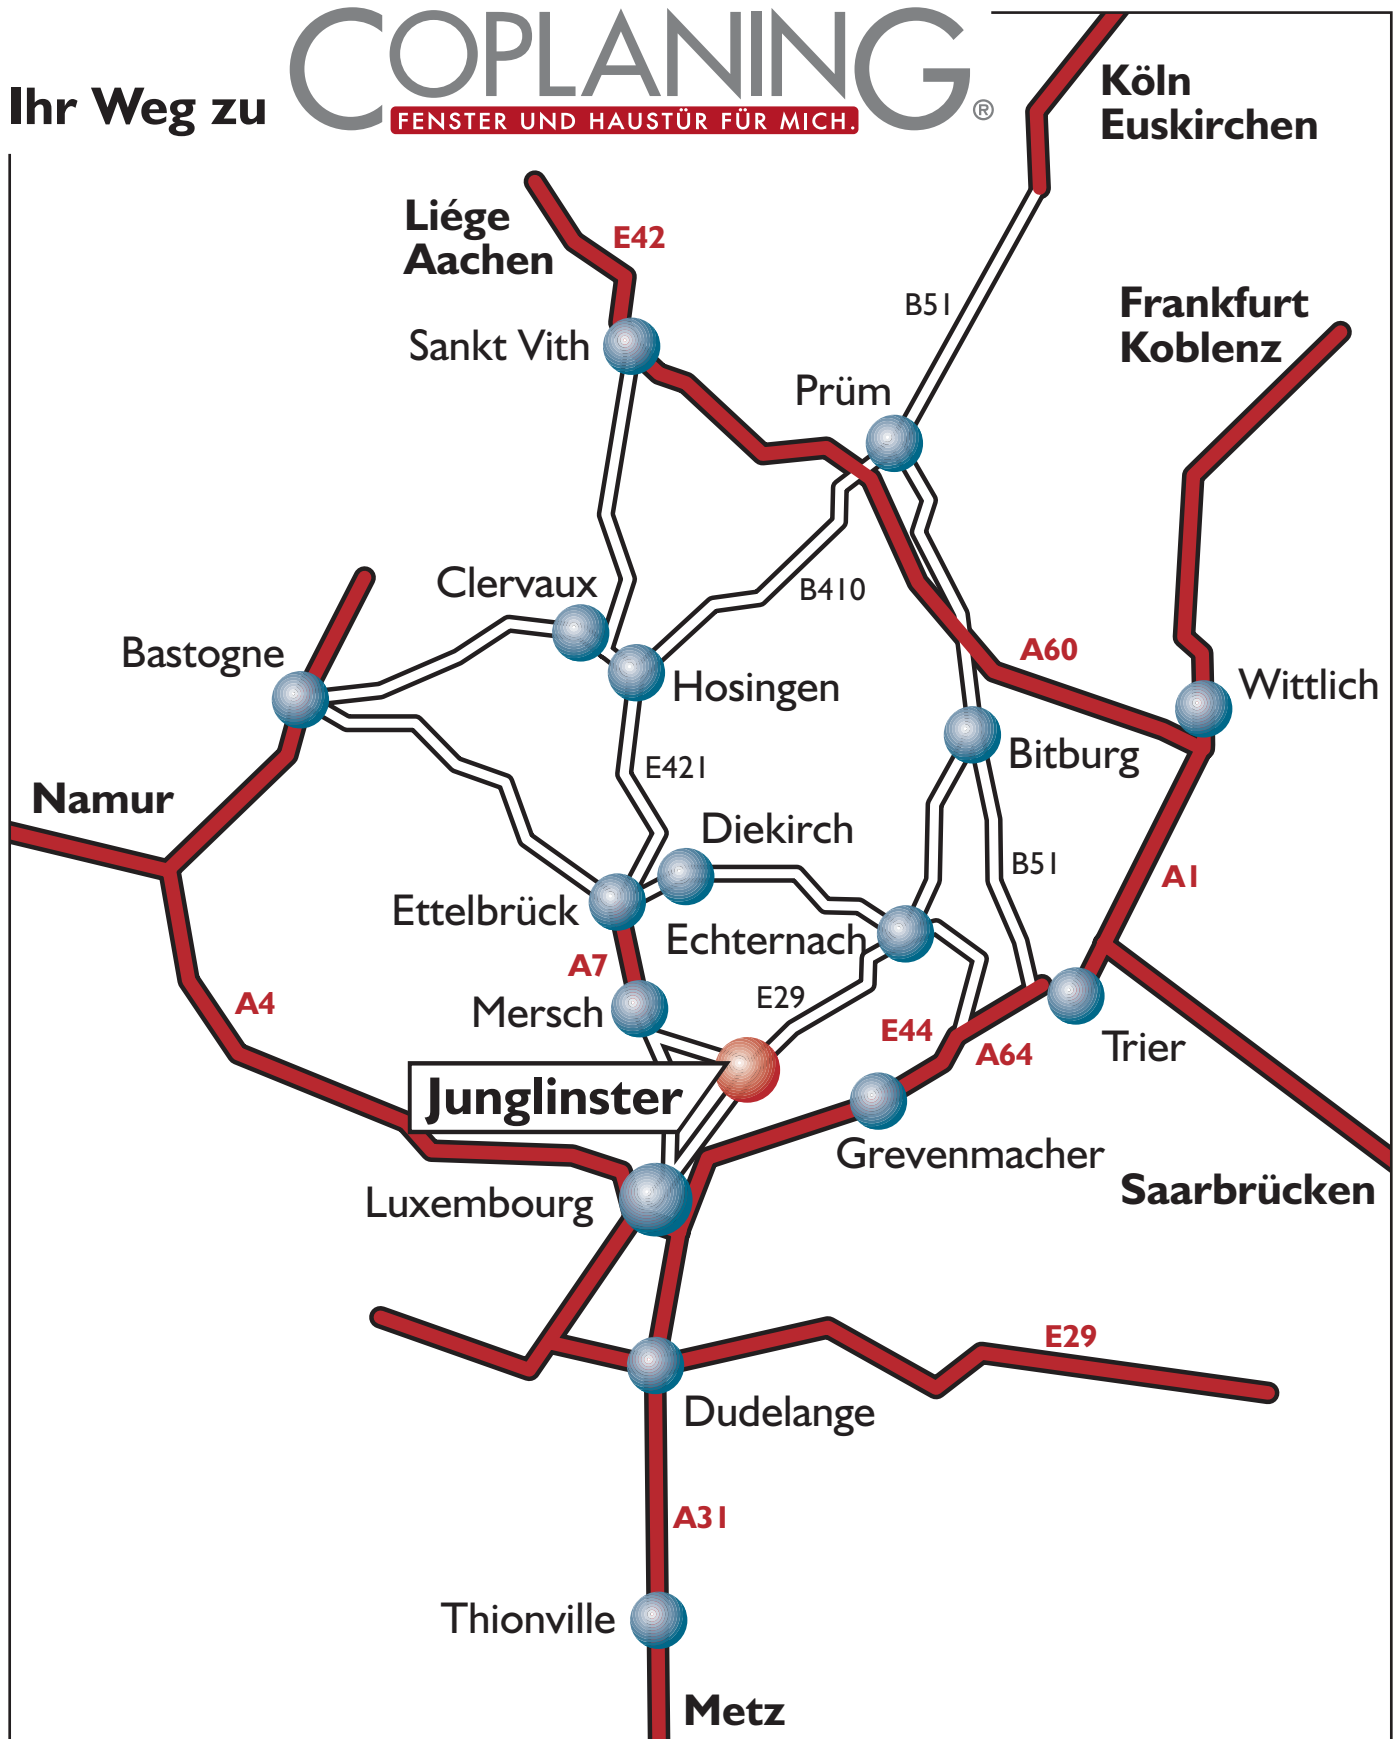 Ihr Weg zu
COPLANING®
FENSTER UND HAUSTÜR FÜR MICH.
Köln
Euskirchen
Liége
Aachen
E42
B51
Frankfurt
Koblenz
Sankt Vith
Prüm
Clervaux
B410
Bastogne
A60
Hosingen
Wittlich
Bitburg
E421
Namur
Diekirch
B51
A1
Ettelbrück
Echternach
A7
E29
A4
Mersch
E44
A64
Trier
Junglinster
Grevenmacher
Saarbrücken
Luxembourg
E29
Dudelange
A31
Thionville
Metz